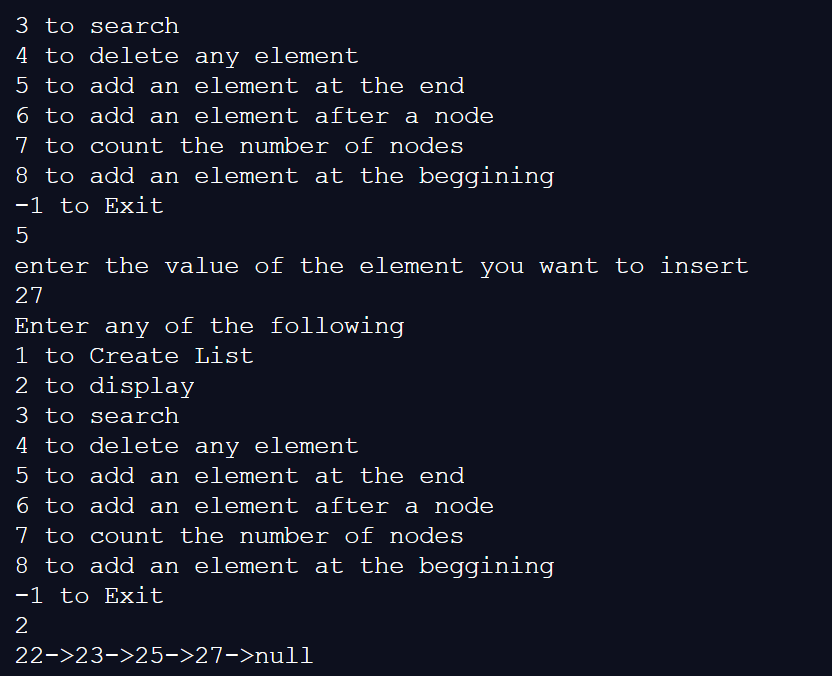 3 to search
4 to delete any element
5 to add an element at the end
6 to add an element after a node
7 to count the number of nodes
8 to add an element at the beggining
-1 to Exit
5
enter the value of the element you want to insert
27
Enter any of the following
1 to Create List
2 to display
3 to search
4 to delete any element
5 to add an element at the end
6 to add an element after a node
7 to count the number of nodes
8 to add an element at the beggining
-1 to Exit
2
22->23->25->27->null